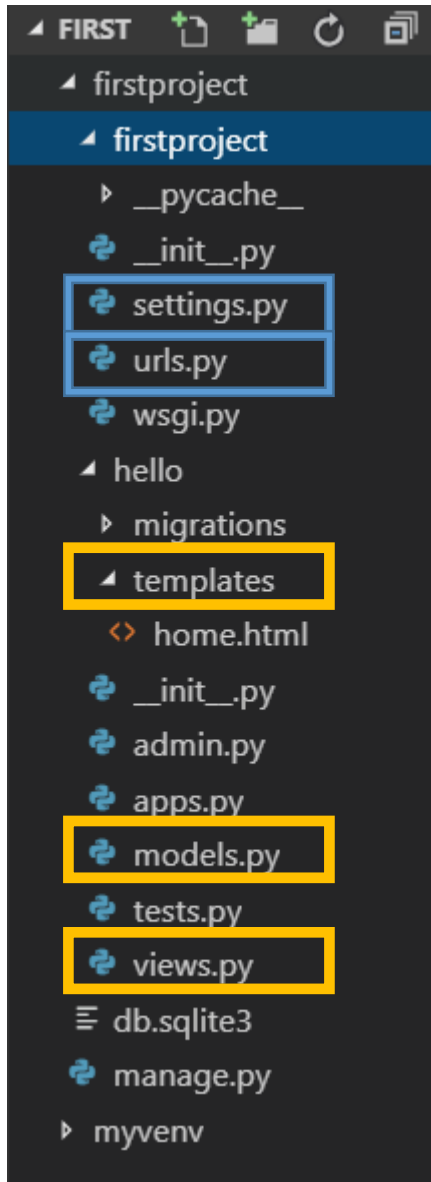 FIRST
firstproject
firstproject
__pycache__
__init__.py
settings.py
urls.py
wsgi.py
hello
migrations
templates
home.html
__init__.py
admin.py
apps.py
models.py
tests.py
views.py
db.sqlite3
manage.py
myvenv